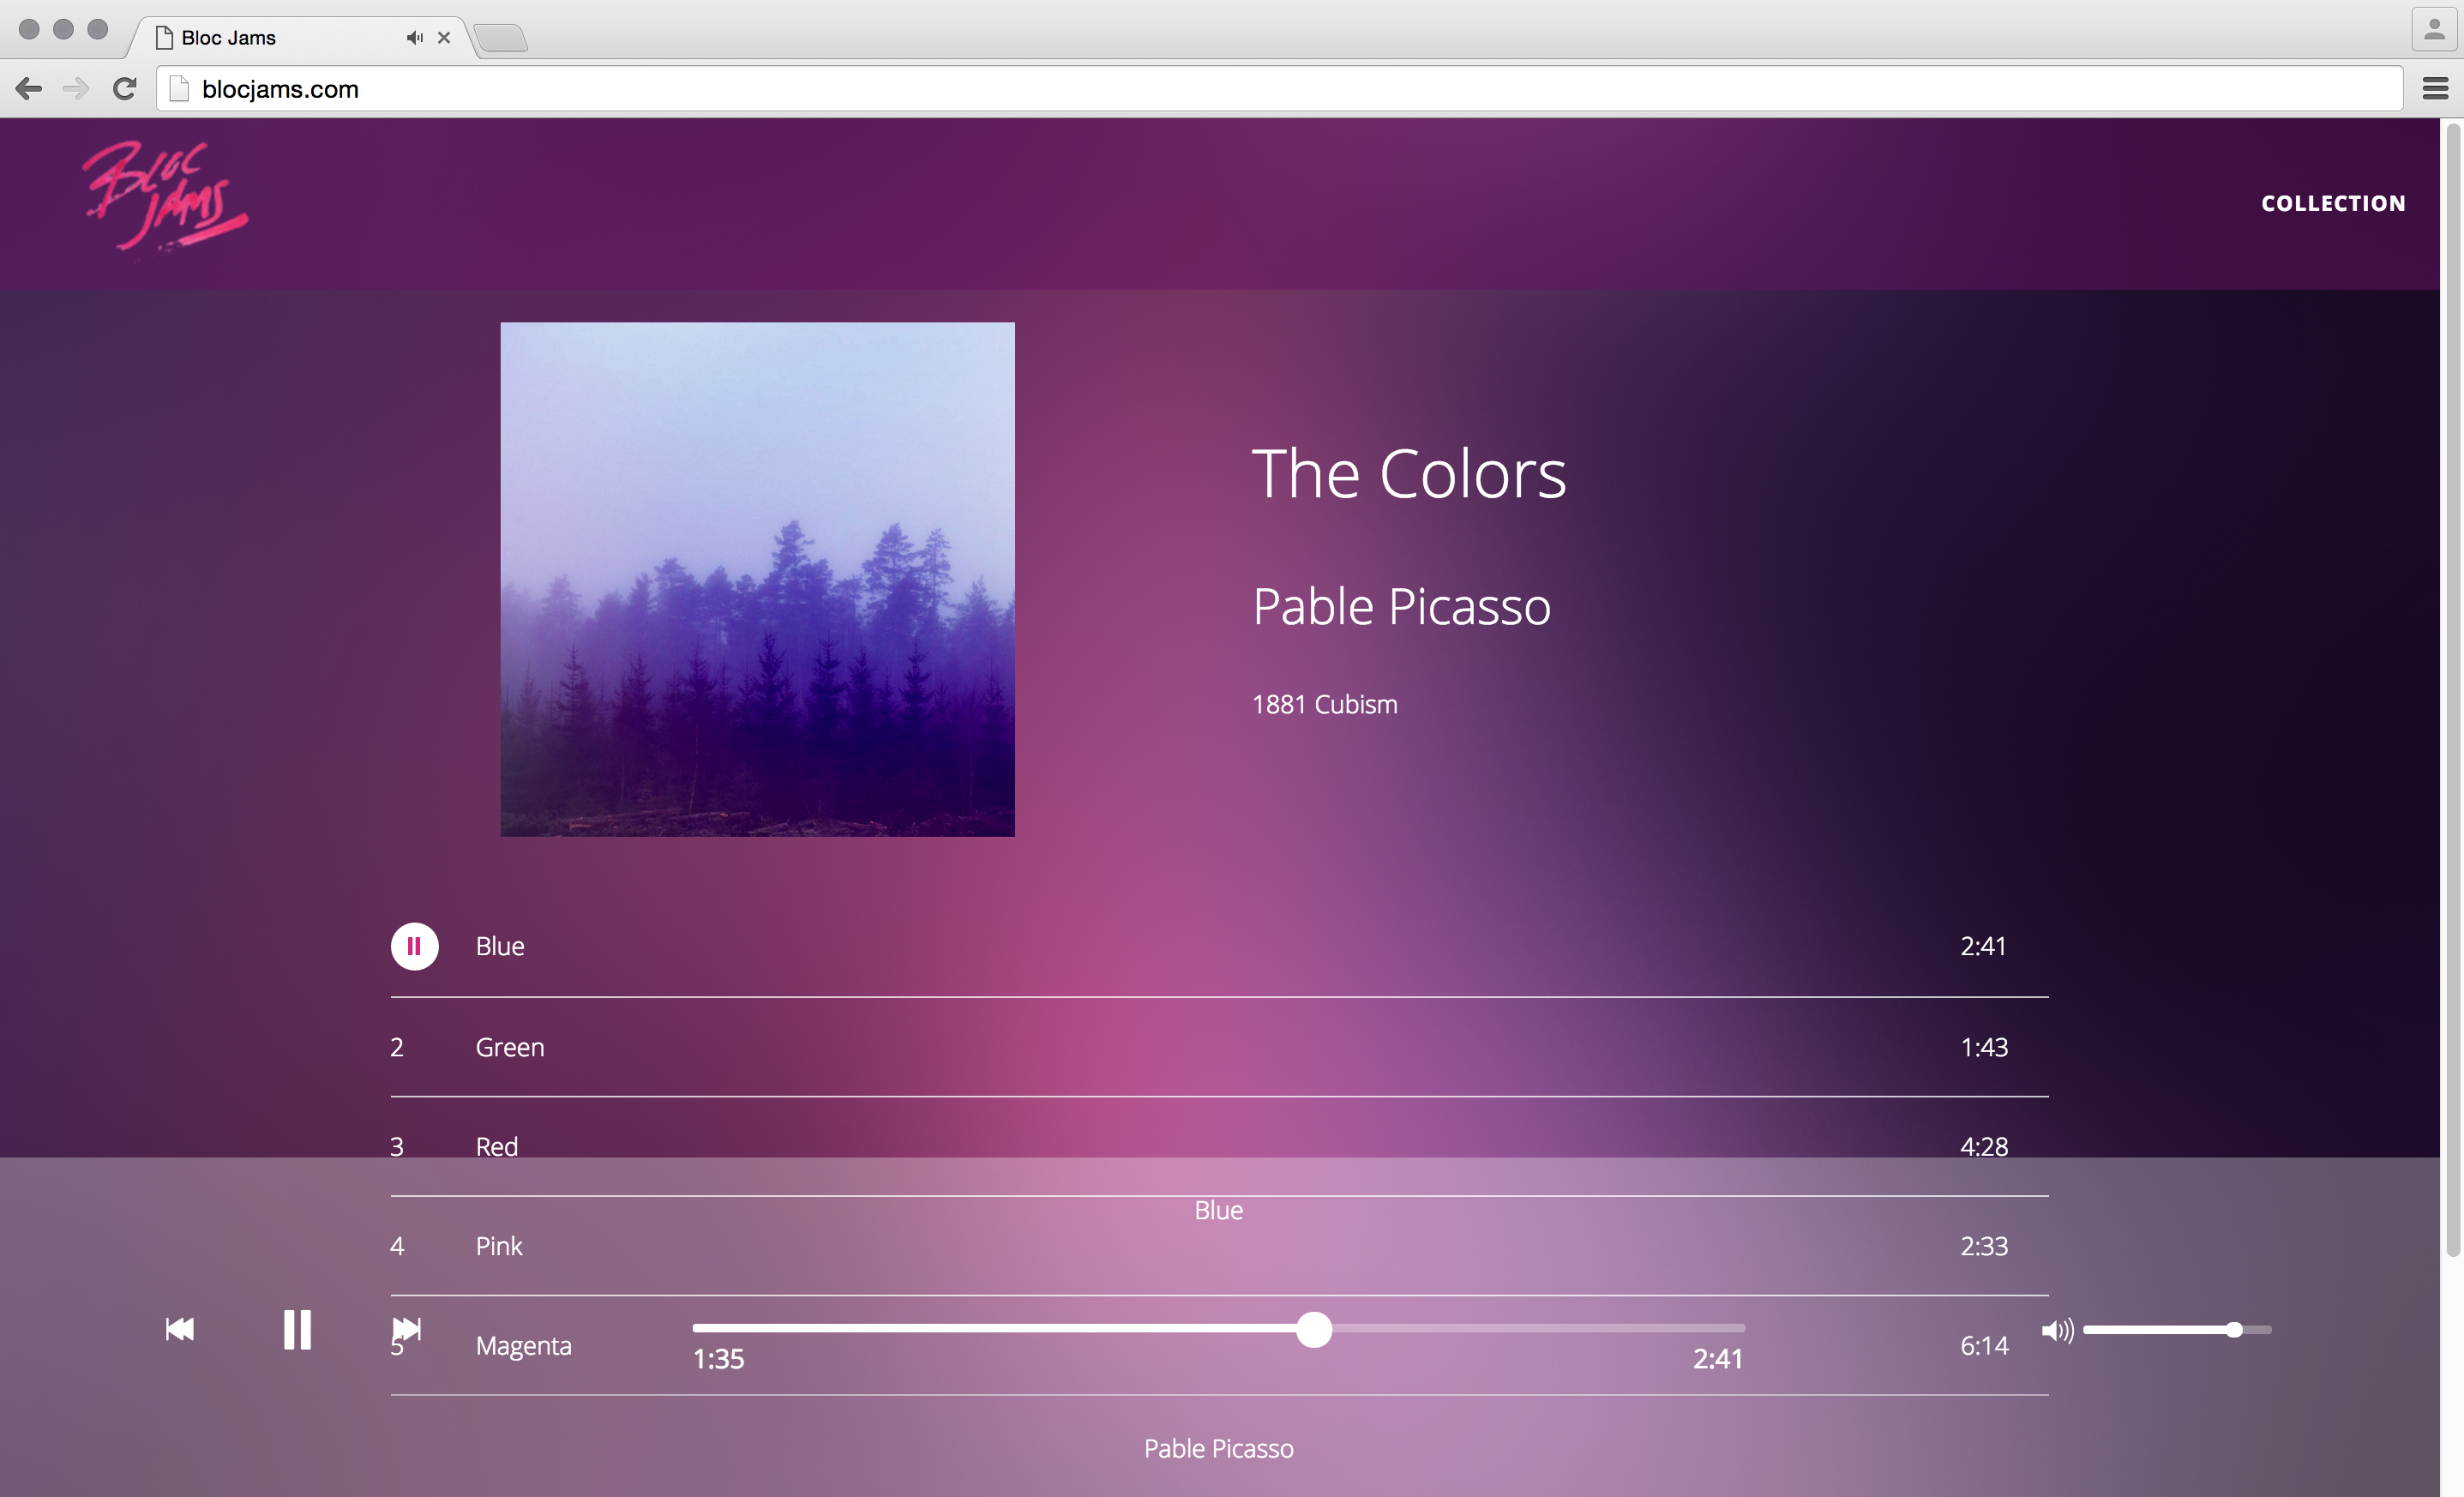 Bloc Jams
blocjams.com
BLOC
JAMS
COLLECTION
The Colors
Pable Picasso
1881 Cubism
Blue 2:41
2 Green 1:43
3 Red 4:28
Blue
4 Pink 2:33
5 Magenta 6:14
1:35 2:41
Pable Picasso